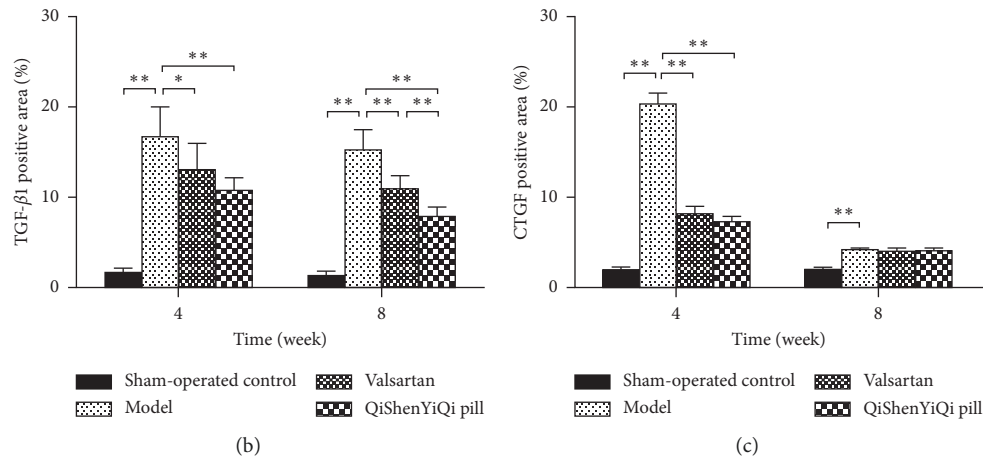 30
20
10
0
TGF-β1 positive area (%)
** * **
** ** ** **
4 8
Time (week)
Sham-operated control
Model
Valsartan
QiShenYiQi pill
(b)
30
20
10
0
CTGF positive area (%)
** ** **
**
4 8
Time (week)
Sham-operated control
Model
Valsartan
QiShenYiQi pill
(c)